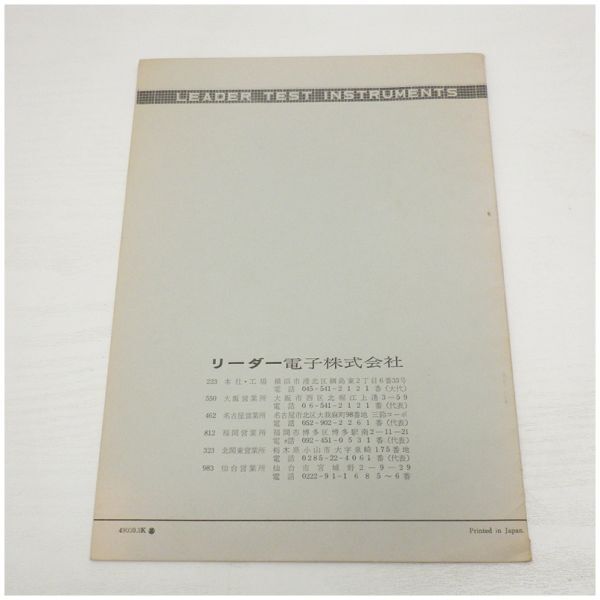 LEADER TEST INSTRUMENTS
リーダー電子株式会社
223 本社・工場 横浜市港北区綱島東2丁目6番33号
電話 045-541-2121番(大代)
550 大阪営業所 大阪市西区北堀江上通3-59
電話 06-541-2121番(代表)
462 名古屋営業所 名古屋市北区大我麻町98番地 三鈴コーポ
電話 052-902-2261番(代表)
812 福岡営業所 福岡市博多区博多駅南2-11-21
電話 092-451-0531番(代表)
323 北関東営業所 栃木県小山市大字東崎175番地
電話 0285-22-4061番(代表)
983 仙台営業所 仙台市宮城野2-9-29
電話 0222-91-1685~6番
Printed in Japan.